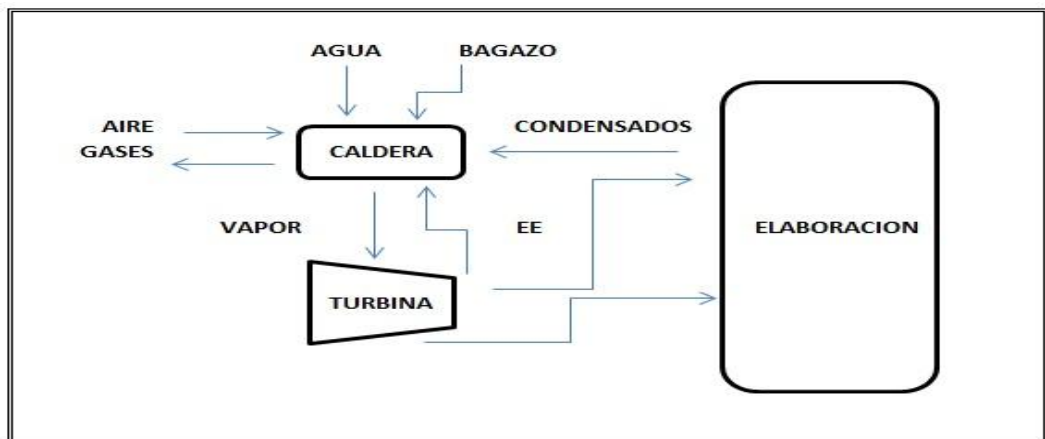 AGUA
BAGAZO
AIRE
GASES
CALDERA
CONDENSADOS
VAPOR
EE
ELABORACION
TURBINA